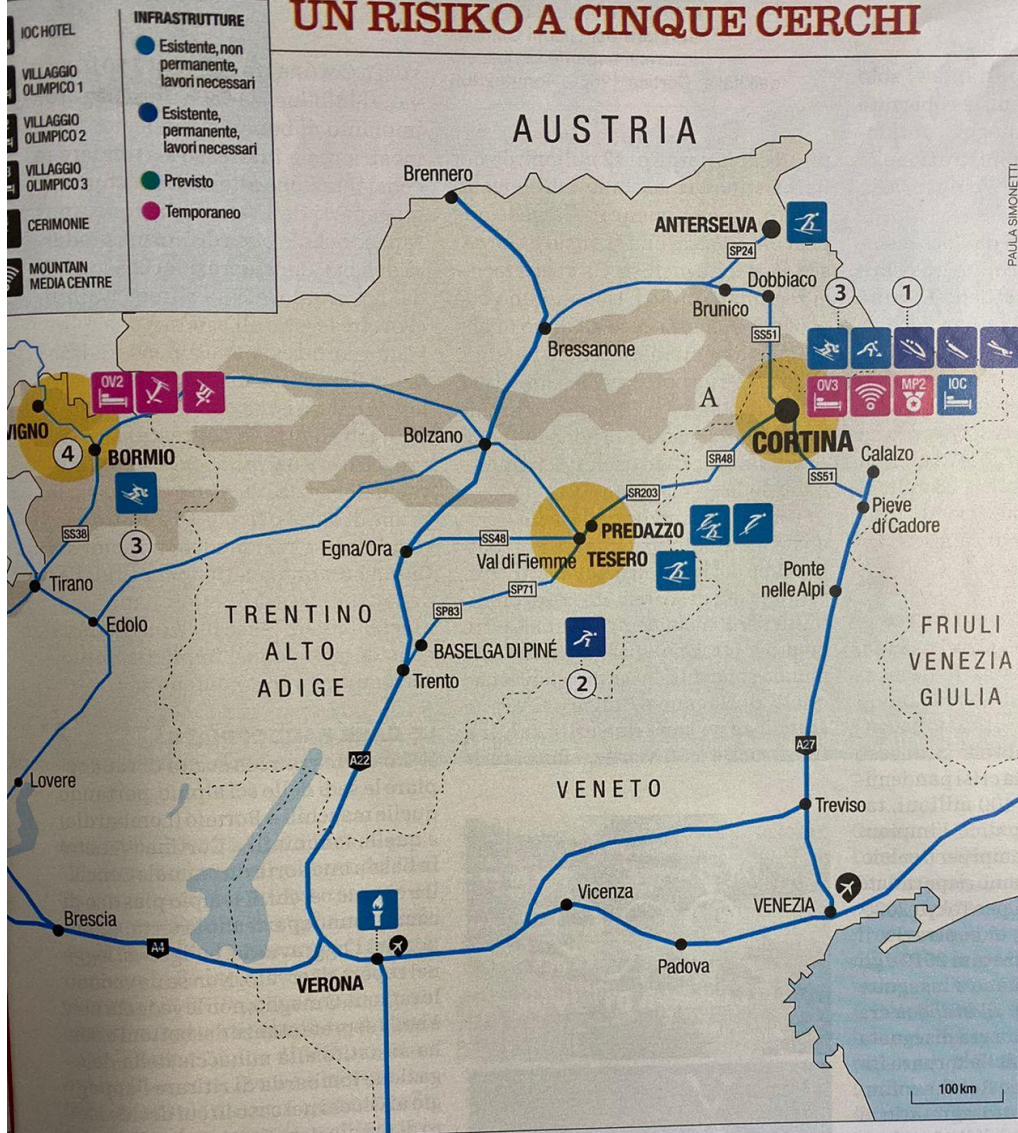 UN RISIKO A CINQUE CERCHI
IOC HOTEL
VILLAGGIO
OLIMPICO 1
VILLAGGIO
OLIMPICO 2
VILLAGGIO
OLIMPICO 3
CERIMONIE
MOUNTAIN
MEDIA CENTRE
INFRASTRUTTURE
Esistente, non
permanente,
lavori necessari
Esistente,
permanente,
lavori necessari
Previsto
Temporaneo
PAULA SIMONETTI
AUSTRIA
Brennero
ANTERSELVA
SP24
Dobbiaco
Brunico
3
1
SS51
Bressanone
OV2
OV3
MP2
IOC
A
VIGNO
4
BORMIO
Bolzano
CORTINA
SR48
Calalzo
SS51
3
SR203
Pieve
di Cadore
SS38
PREDAZZO
SS48
Egna/Ora
Val di Fiemme
TESERO
Tirano
SP71
Ponte
nelle Alpi
SP83
Edolo
TRENTINO
ALTO
ADIGE
BASELGA DI PINÉ
2
Trento
FRIULI
VENEZIA
GIULIA
A22
A27
Lovere
VENETO
Treviso
Vicenza
VENEZIA
Brescia
A4
VERONA
Padova
100 km